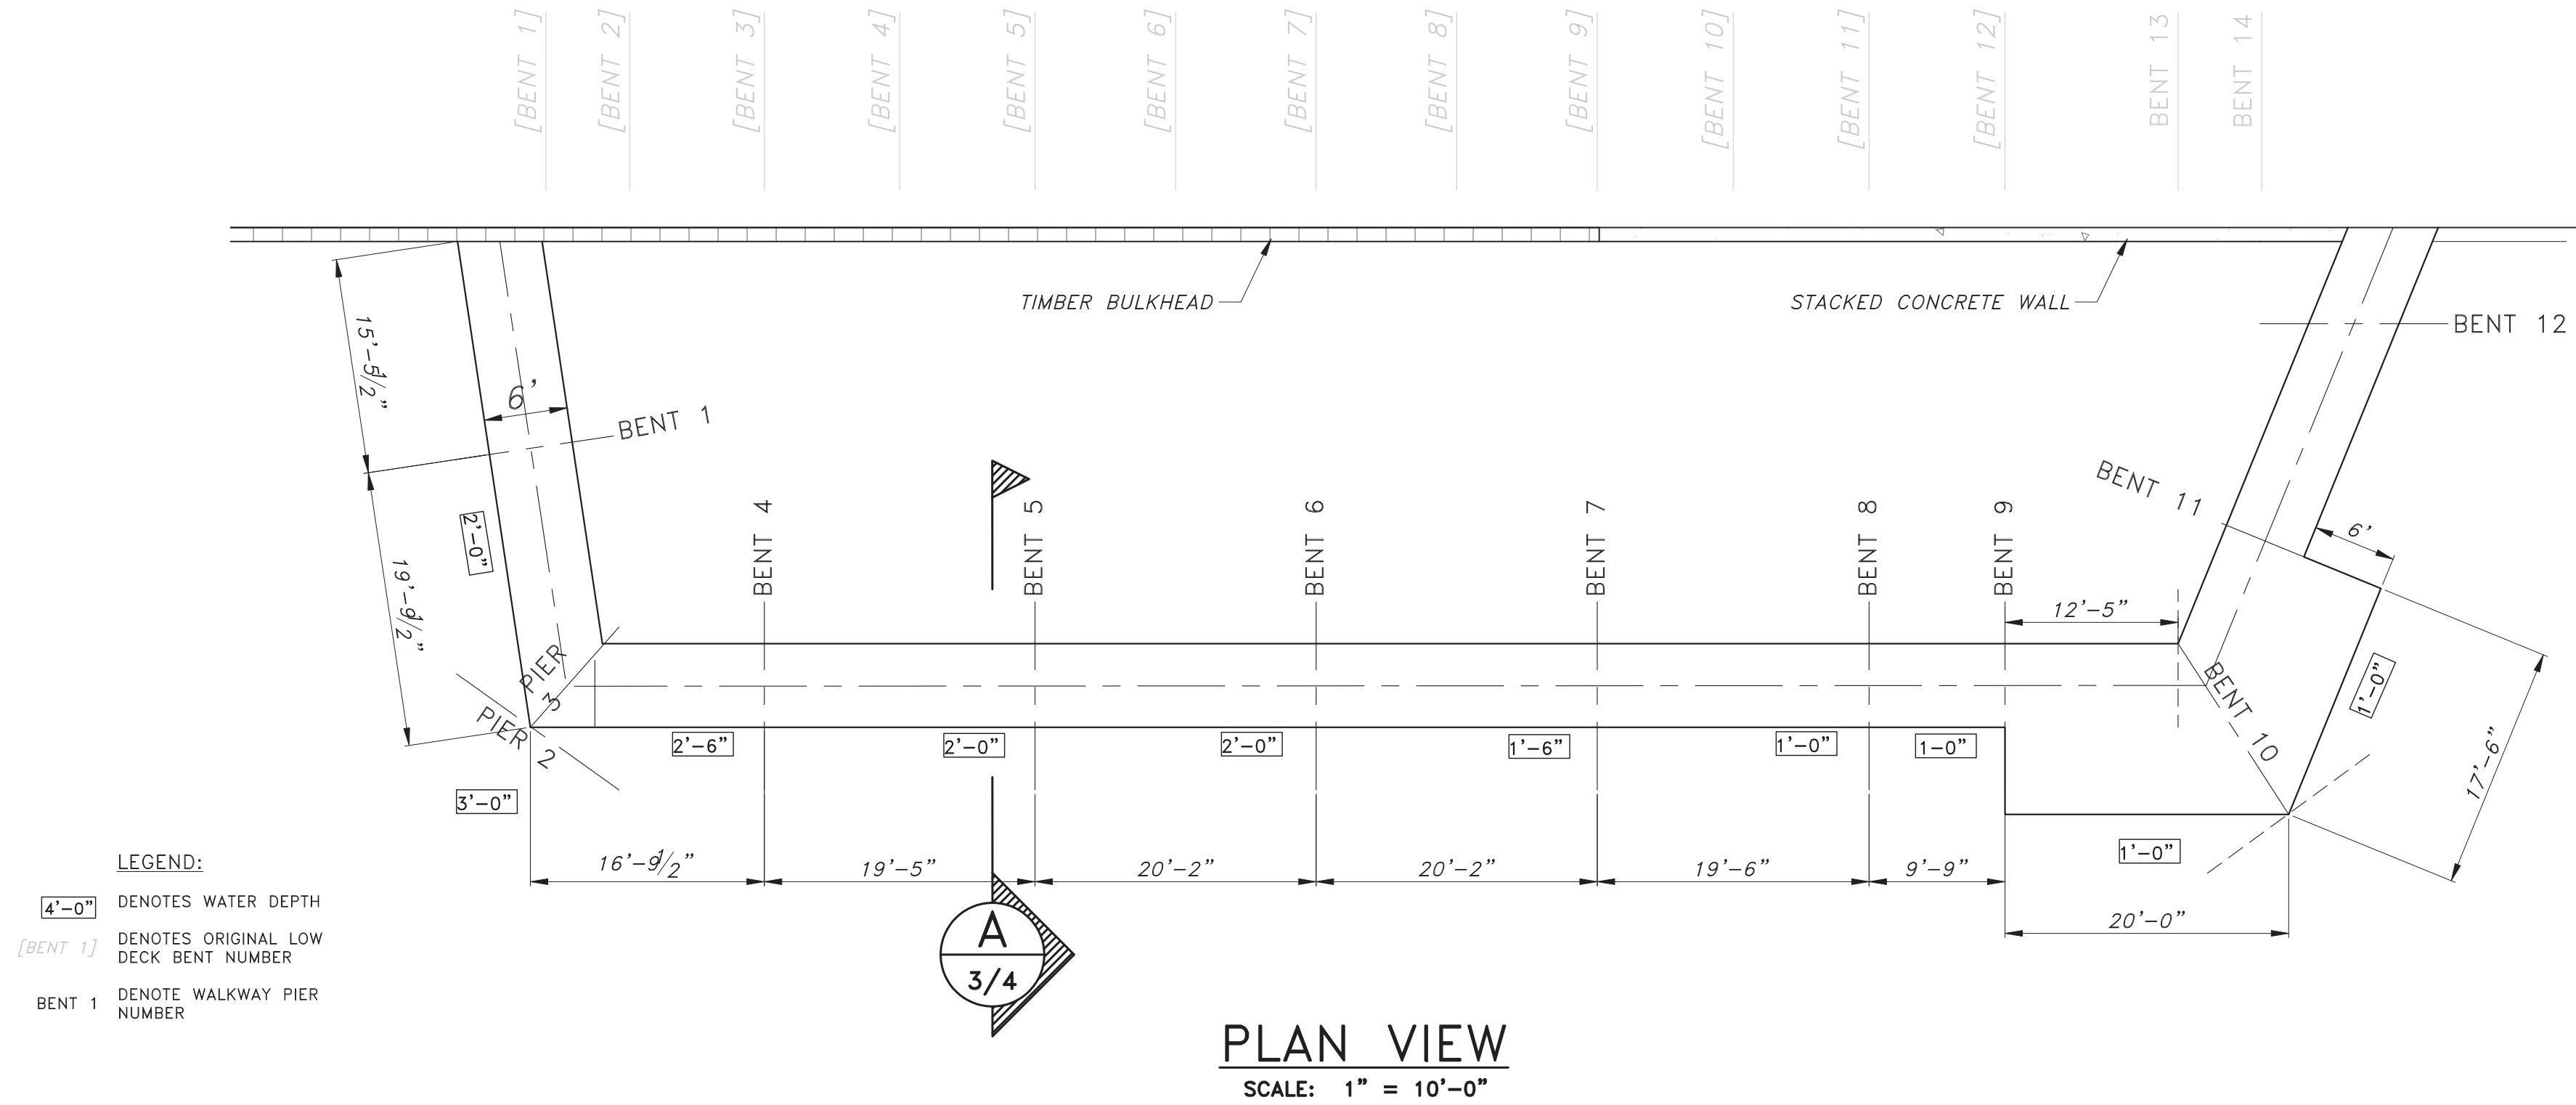 [BENT 1]
[BENT 2]
[BENT 3]
[BENT 4]
[BENT 5]
[BENT 6]
[BENT 7]
[BENT 8]
[BENT 9]
[BENT 10]
[BENT 11]
[BENT 12]
BENT 13
BENT 14
TIMBER BULKHEAD
STACKED CONCRETE WALL
BENT 12
15'-5 1/2"
6'
BENT 1
BENT 11
6'
2'-0"
19'-9 1/2"
BENT 4
BENT 5
BENT 6
BENT 7
BENT 8
BENT 9
12'-5"
PIER
3
PIER
2
BENT 10
1'-0"
17'-6"
2'-6"
2'-0"
2'-0"
1'-6"
1'-0"
1-0"
3'-0"
1'-0"
16'-9 1/2"
19'-5"
20'-2"
20'-2"
19'-6"
9'-9"
20'-0"
A
3/4
LEGEND:
4'-0"
DENOTES WATER DEPTH
[BENT 1]
DENOTES ORIGINAL LOW
DECK BENT NUMBER
BENT 1
DENOTE WALKWAY PIER
NUMBER
PLAN VIEW
SCALE: 1" = 10'-0"